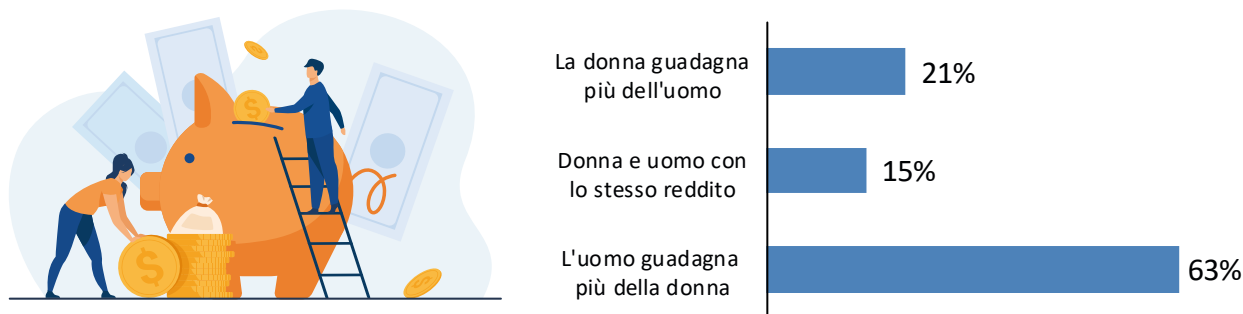 La donna guadagna
più dell'uomo
21%
Donna e uomo con
lo stesso reddito
15%
L'uomo guadagna
più della donna
63%
$
$
$